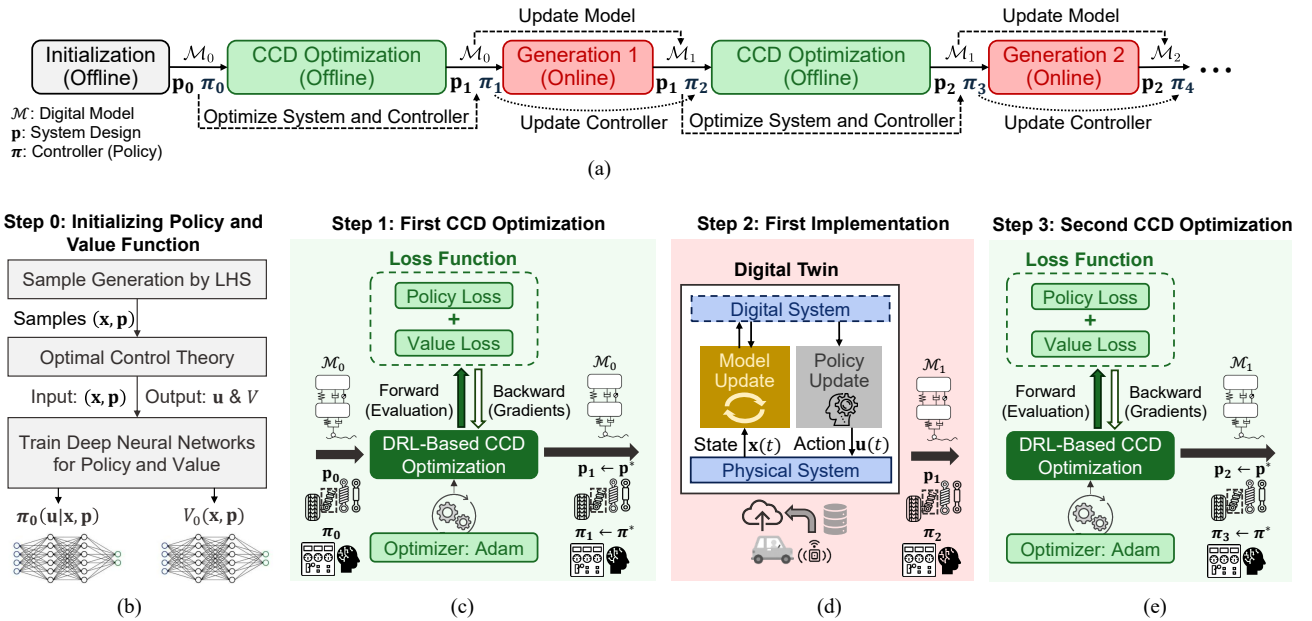 Update Model
Update Model
Initialization
(Offline)
ℳ₀
CCD Optimization
(Offline)
ℳ₀
Generation 1
(Online)
ℳ₁
CCD Optimization
(Offline)
ℳ₁
Generation 2
(Online)
ℳ₂
p₀ π₀
p₁ π₁
p₁ π₂
p₂ π₃
p₂ π₄
Optimize System and Controller
Update Controller
Optimize System and Controller
Update Controller
ℳ: Digital Model
p: System Design
π: Controller (Policy)
(a)
Step 0: Initializing Policy and
Value Function
Sample Generation by LHS
Samples (x, p)
Optimal Control Theory
Input: (x, p)
Output: u & V
Train Deep Neural Networks
for Policy and Value
π₀(u|x, p)
V₀(x, p)
(b)
Step 1: First CCD Optimization
Loss Function
Policy Loss
+
Value Loss
ℳ₀
Forward
(Evaluation)
Backward
(Gradients)
ℳ₀
DRL-Based CCD
Optimization
p₀
p₁ ← p*
π₀
π₁ ← π*
Optimizer: Adam
(c)
Step 2: First Implementation
Digital Twin
Digital System
Model
Update
Policy
Update
ℳ₁
State x(t)
Action u(t)
Physical System
p₁
π₂
(d)
Step 3: Second CCD Optimization
Loss Function
Policy Loss
+
Value Loss
Forward
(Evaluation)
Backward
(Gradients)
ℳ₁
DRL-Based CCD
Optimization
p₂ ← p*
π₃ ← π*
Optimizer: Adam
(e)